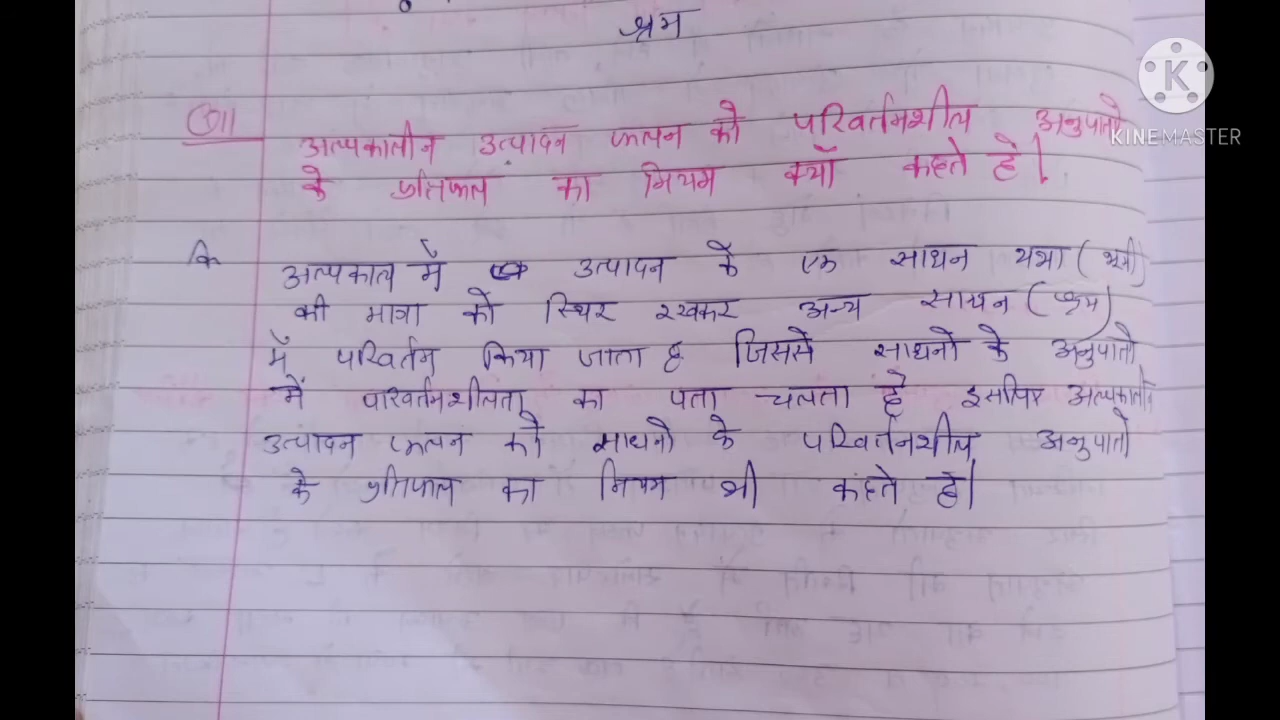 श्रम
अल्पकालीन उत्पादन फलन को परिवर्तनशील अनुपातो
के प्रतिफल का नियम क्यों कहते है।
कि अल्पकाल में उत्पादन के एक साधन यथा (भूमी)
की मात्रा को स्थिर रखकर अन्य साधन (श्रम)
में परिवर्तन किया जाता है जिससे साधनो के अनुपातो
में परिवर्तनशीलता का पता चलता है इसलिए अल्पकालीन
उत्पादन फलन को साधनो के परिवर्तनशील अनुपातो
के प्रतिफल का नियम भी कहते है।
K
KINEMASTER